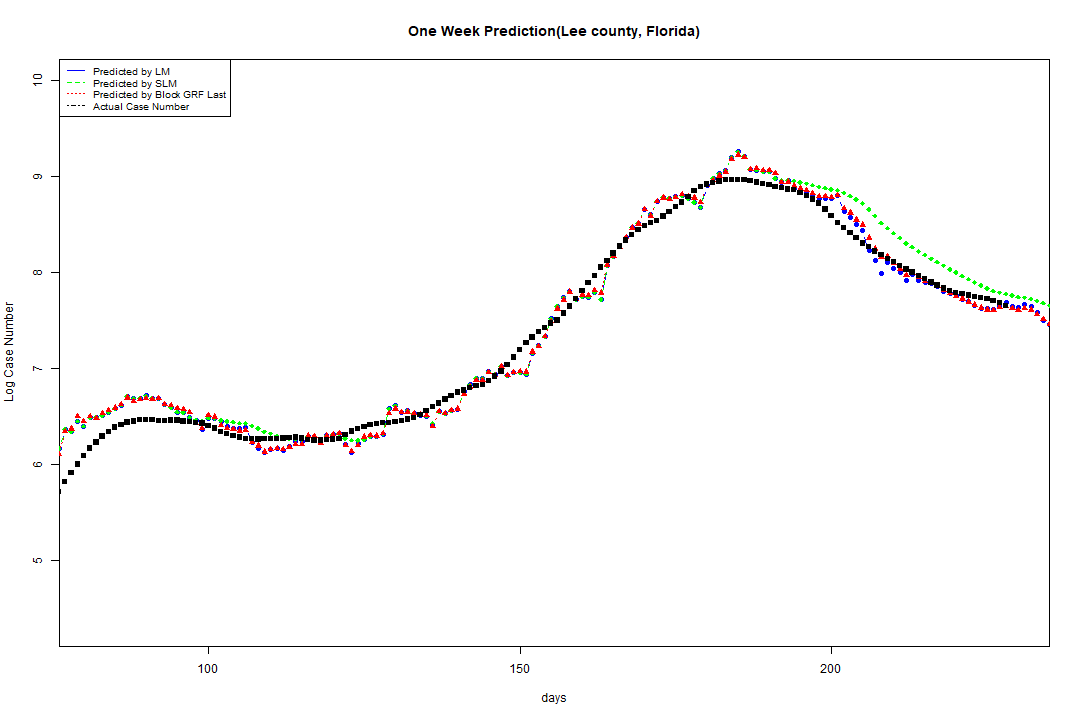 One Week Prediction(Lee county, Florida)
Predicted by LM
Predicted by SLM
Predicted by Block GRF Last
Actual Case Number
Log Case Number
10
9
8
7
6
5
100 150 200
days